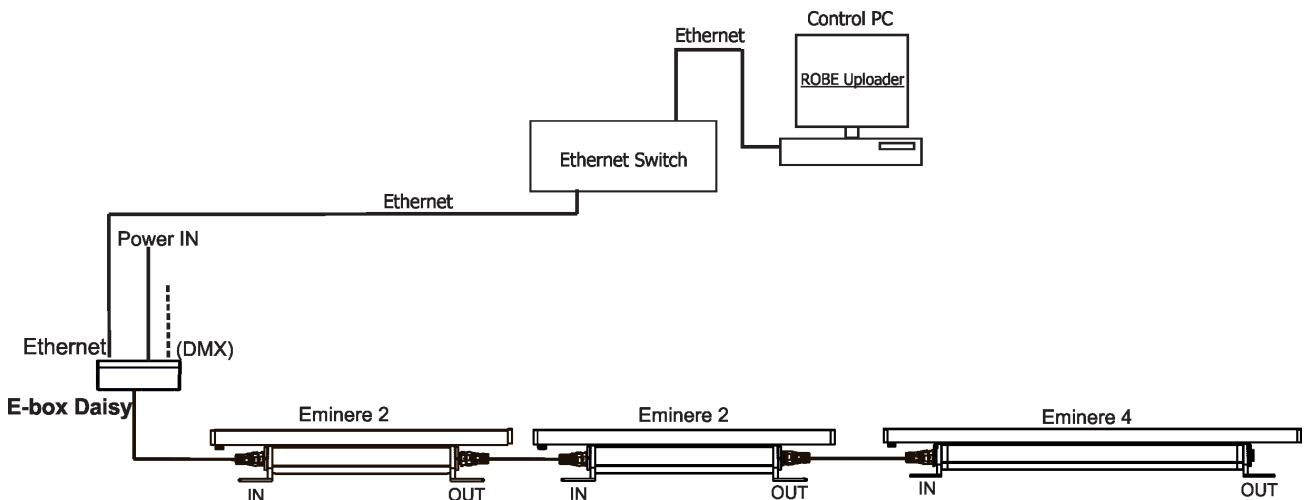 Control PC
Ethernet
ROBE Uploader
Ethernet Switch
Ethernet
Power IN
Ethernet
(DMX)
E-box Daisy
Eminere 2
Eminere 2
Eminere 4
IN
OUT
IN
OUT
IN
OUT